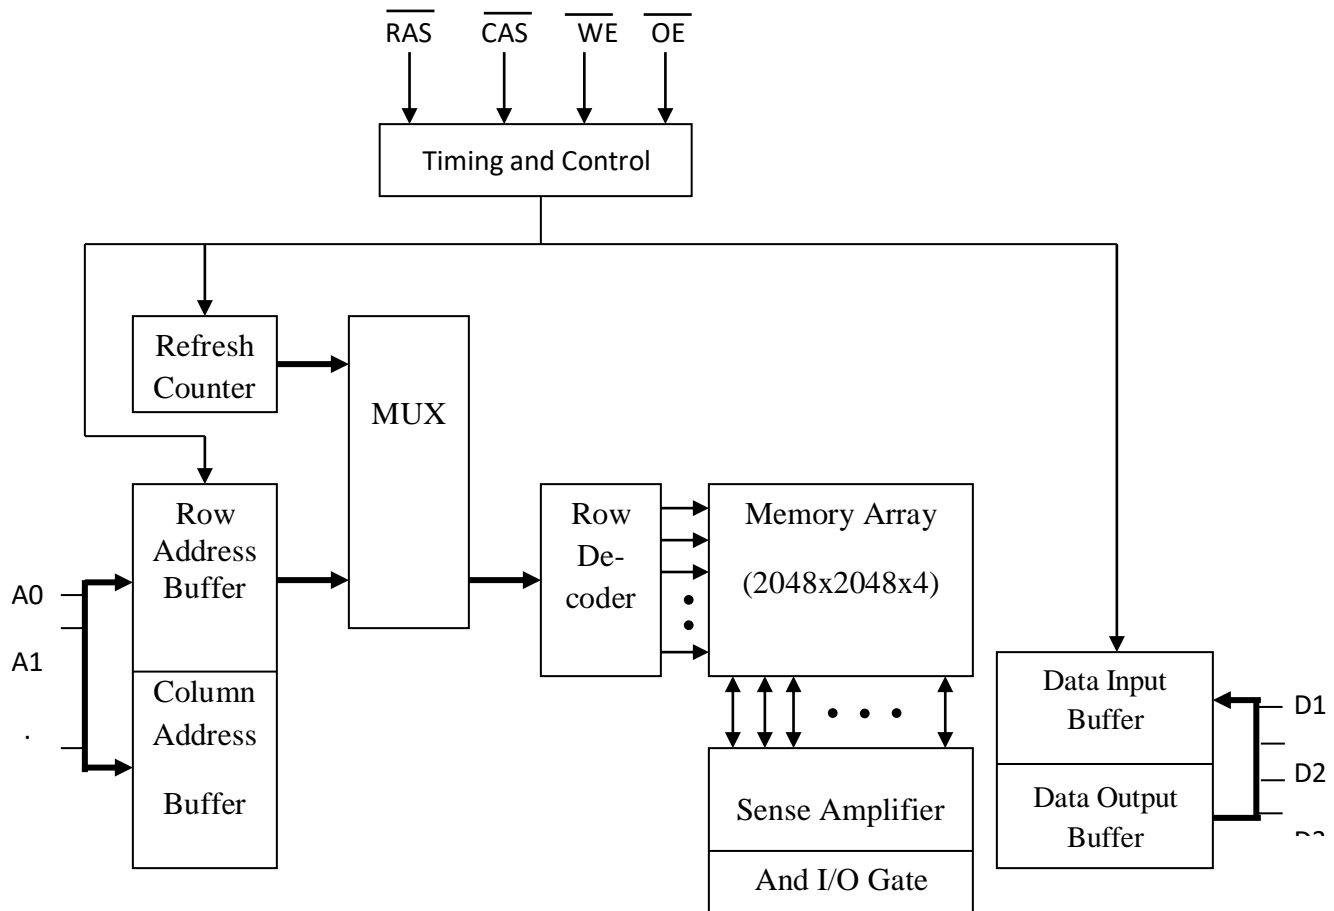 RAS CAS WE OE
Timing and Control
Refresh
Counter
MUX
Row
Address
Buffer
Row
De-
coder
Memory Array
(2048x2048x4)
A0
A1
.
Column
Address
Buffer
Data Input
Buffer
D1
D2
Data Output
Buffer
Sense Amplifier
And I/O Gate